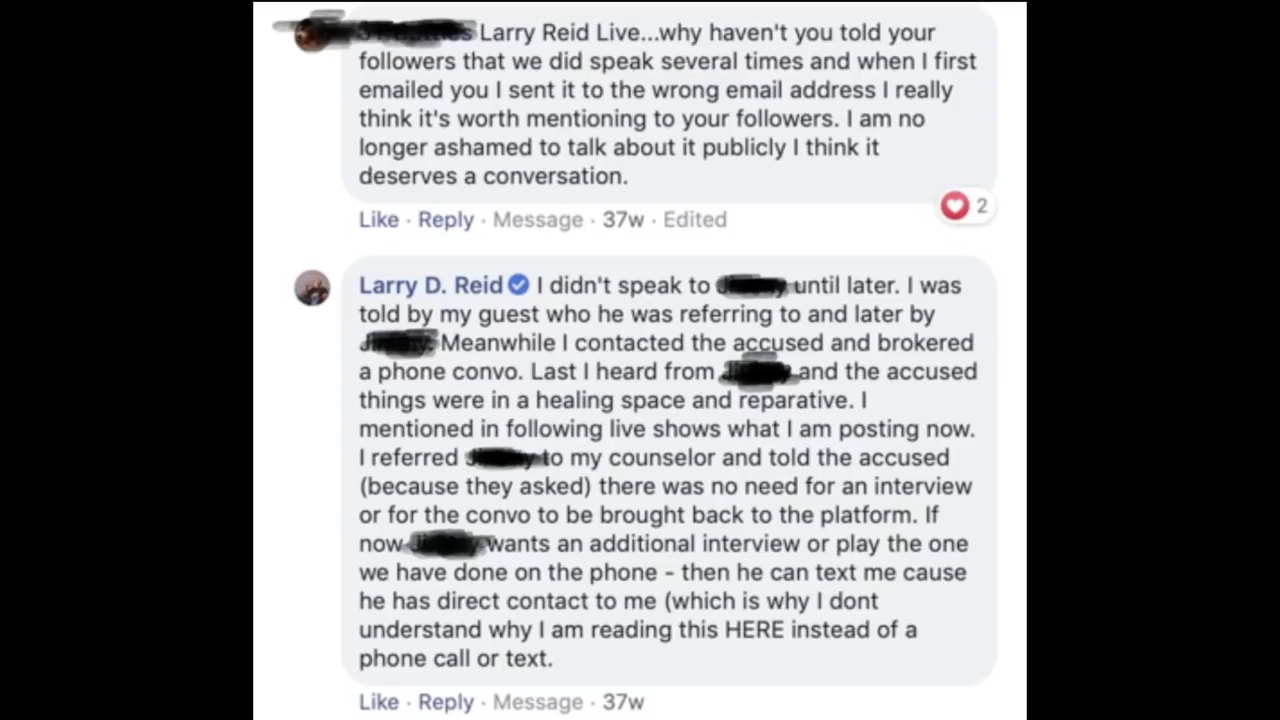 Larry Reid Live...why haven't you told your
followers that we did speak several times and when I first
emailed you I sent it to the wrong email address I really
think it's worth mentioning to your followers. I am no
longer ashamed to talk about it publicly I think it
deserves a conversation.
2
Like · Reply · Message · 37w · Edited
Larry D. Reid I didn't speak to until later. I was
told by my guest who he was referring to and later by
Meanwhile I contacted the accused and brokered
a phone convo. Last I heard from and the accused
things were in a healing space and reparative. I
mentioned in following live shows what I am posting now.
I referred to my counselor and told the accused
(because they asked) there was no need for an interview
or for the convo to be brought back to the platform. If
now wants an additional interview or play the one
we have done on the phone - then he can text me cause
he has direct contact to me (which is why I dont
understand why I am reading this HERE instead of a
phone call or text.
Like · Reply · Message · 37w